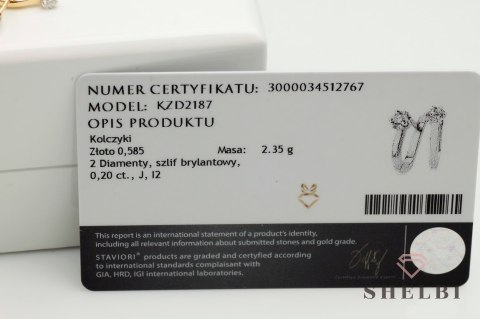 NUMER CERTYFIKATU: 3000034512767
MODEL: KZD2187
OPIS PRODUKTU
Kolczyki
Złoto 0,585 Masa: 2.35 g
2 Diamenty, szlif brylantowy,
0,20 ct., J, I2
This report is an international statement of a product's identity,
including all relevant information about submitted stones and gold grade.
STAVIORI® products are graded and certified according
to international standards complaisant with
GIA, HRD, IGI international laboratories.
SHELBI